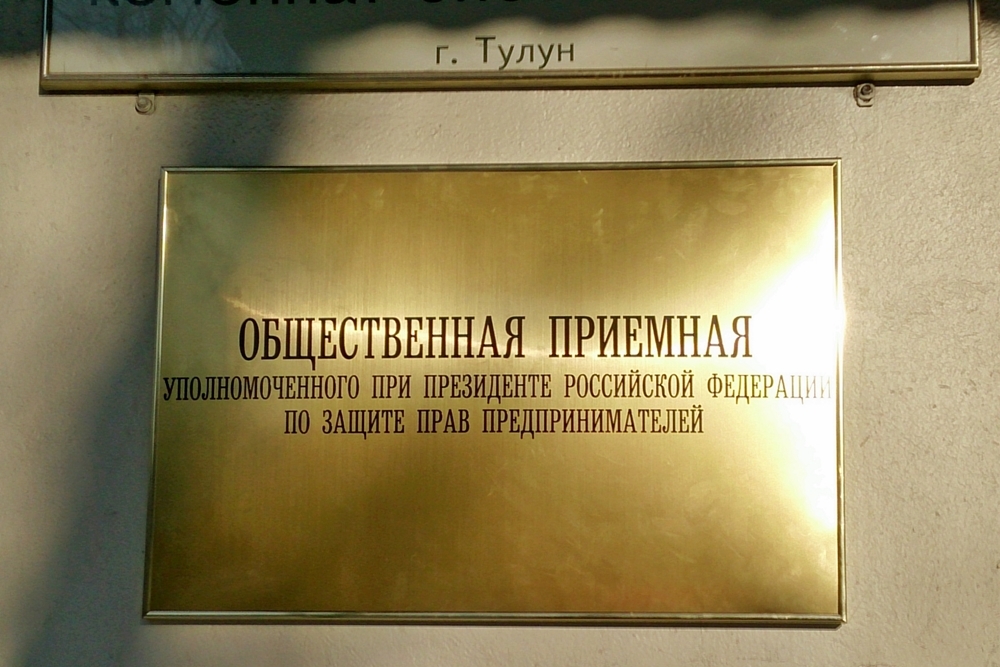 г. Тулун
ОБЩЕСТВЕННАЯ ПРИЕМНАЯ
УПОЛНОМОЧЕННОГО ПРИ ПРЕЗИДЕНТЕ РОССИЙСКОЙ ФЕДЕРАЦИИ
ПО ЗАЩИТЕ ПРАВ ПРЕДПРИНИМАТЕЛЕЙ